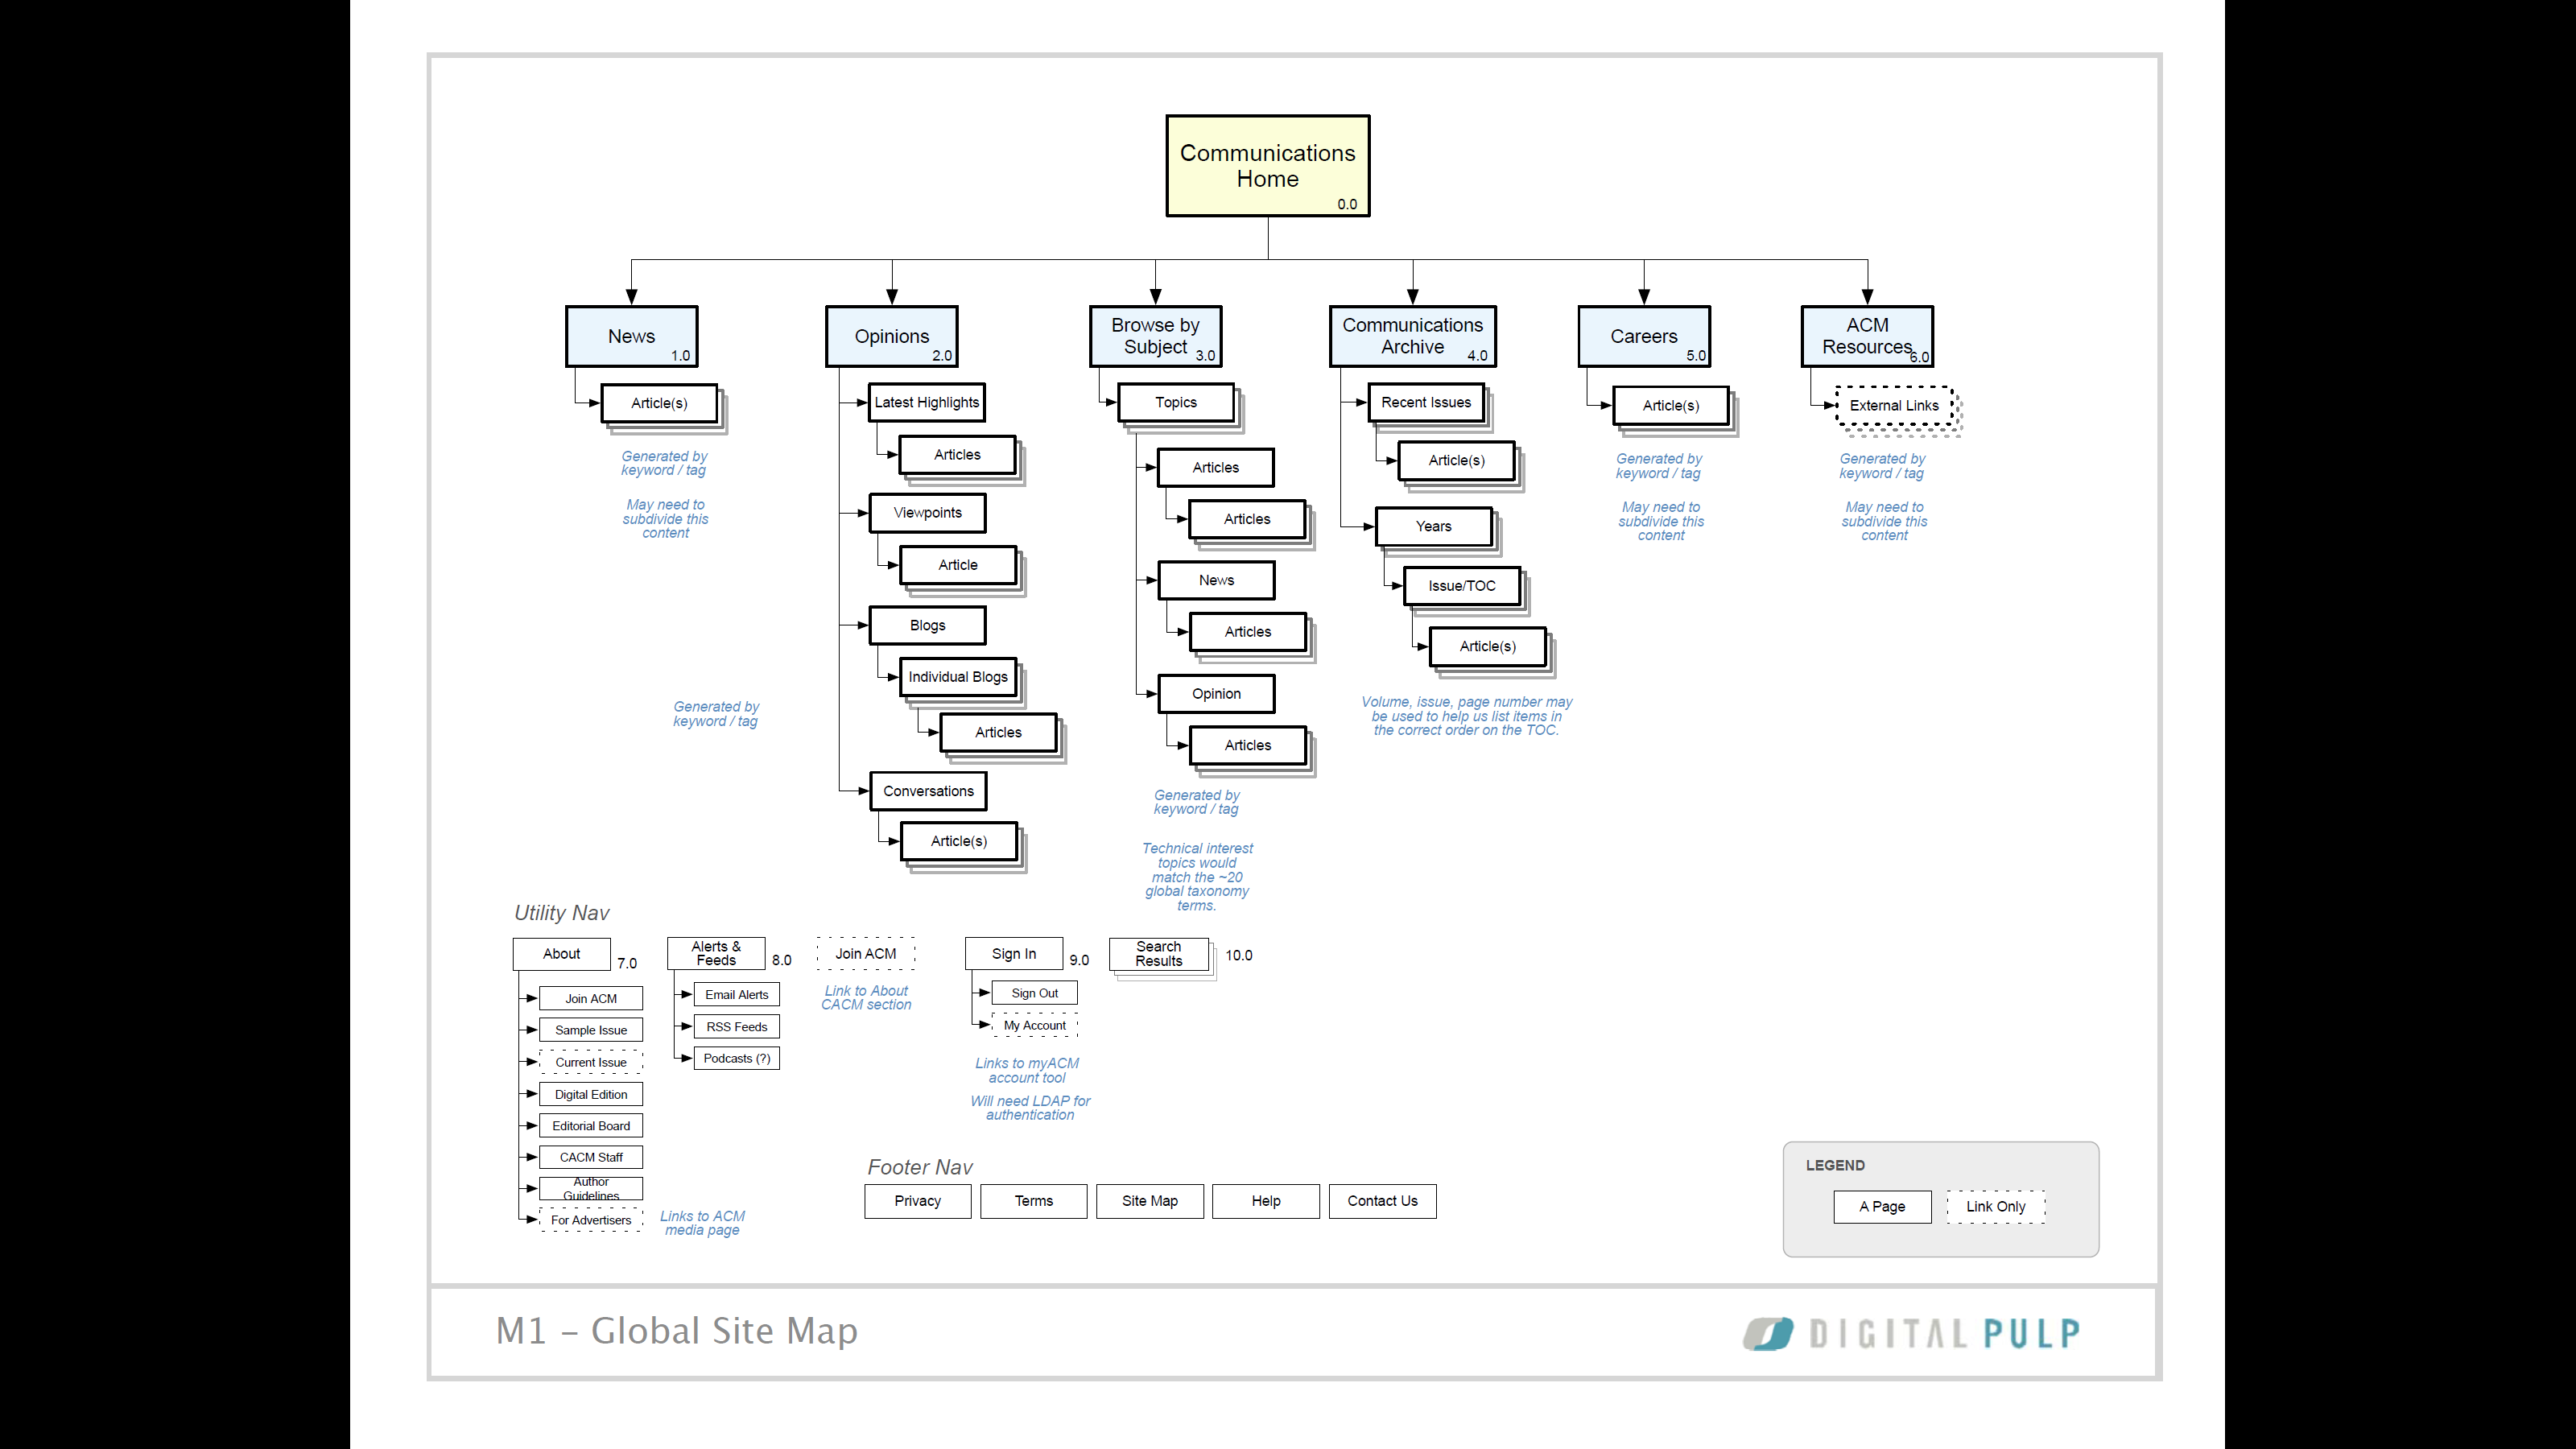 Communications
Home
0.0
News
1.0
Opinions
2.0
Browse by
Subject
3.0
Communications
Archive
4.0
Careers
5.0
ACM
Resources
6.0
Article(s)
Generated by
keyword / tag
May need to
subdivide this
content
Latest Highlights
Articles
Viewpoints
Article
Blogs
Individual Blogs
Articles
Generated by
keyword / tag
Conversations
Article(s)
Topics
Articles
Articles
News
Articles
Opinion
Articles
Generated by
keyword / tag
Technical interest
topics would
match the ~20
global taxonomy
terms.
Recent Issues
Article(s)
Years
Issue/TOC
Article(s)
Volume, issue, page number may
be used to help us list items in
the correct order on the TOC.
Article(s)
Generated by
keyword / tag
May need to
subdivide this
content
External Links
Generated by
keyword / tag
May need to
subdivide this
content
Utility Nav
About
7.0
Join ACM
Sample Issue
Current Issue
Digital Edition
Editorial Board
CACM Staff
Author
Guidelines
For Advertisers
Links to ACM
media page
Alerts &
Feeds
8.0
Email Alerts
RSS Feeds
Podcasts (?)
Join ACM
Link to About
CACM section
Sign In
9.0
Sign Out
My Account
Links to myACM
account tool
Will need LDAP for
authentication
Search
Results
10.0
Footer Nav
Privacy
Terms
Site Map
Help
Contact Us
LEGEND
A Page
Link Only
M1 – Global Site Map
DIGITAL PULP